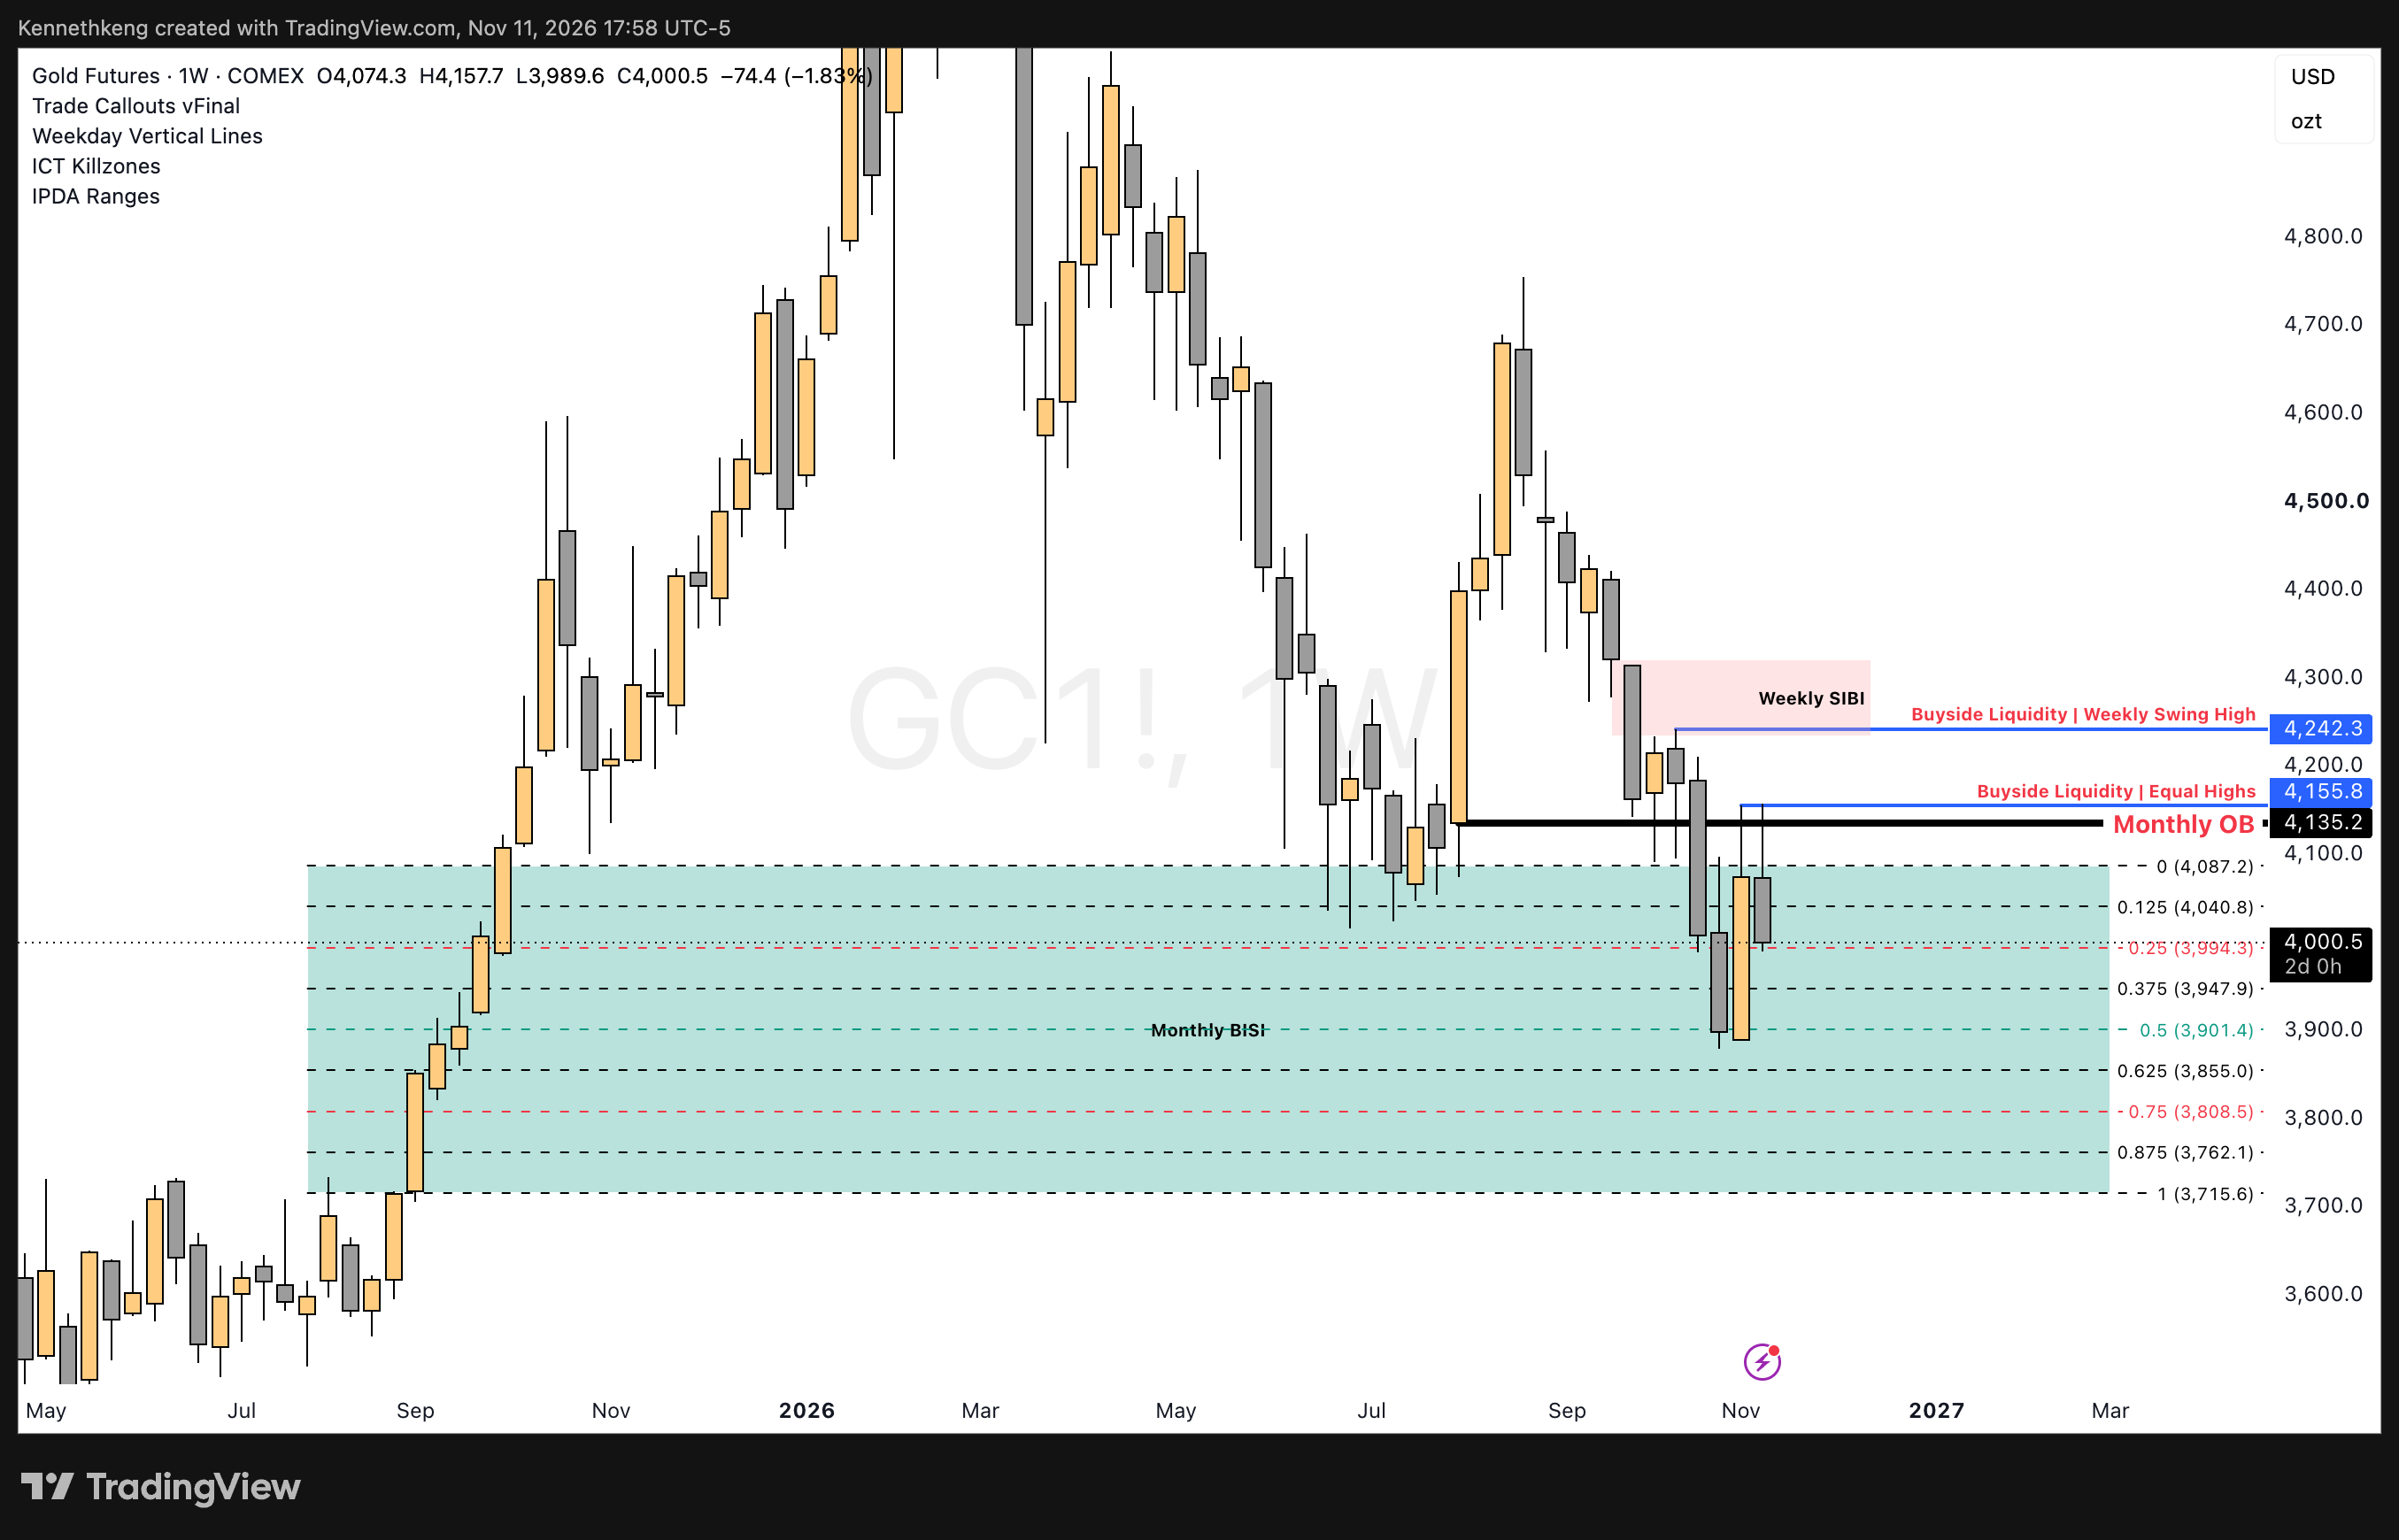 Kennethkeng created with TradingView.com, Nov 11, 2026 17:58 UTC-5
Gold Futures · 1W · COMEX O4,074.3 H4,157.7 L3,989.6 C4,000.5 −74.4 (−1.83%)
Trade Callouts vFinal
Weekday Vertical Lines
ICT Killzones
IPDA Ranges
USD
ozt
GC1!, 1W
4,800.0
4,700.0
4,600.0
4,500.0
4,400.0
4,300.0
Weekly SIBI
Buyside Liquidity | Weekly Swing High
4,242.3
4,200.0
Buyside Liquidity | Equal Highs
4,155.8
Monthly OB
4,135.2
4,100.0
0 (4,087.2)
0.125 (4,040.8)
4,000.5
0.25 (3,994.3)
2d 0h
0.375 (3,947.9)
Monthly BISI
0.5 (3,901.4)
3,900.0
0.625 (3,855.0)
0.75 (3,808.5)
3,800.0
0.875 (3,762.1)
1 (3,715.6)
3,700.0
3,600.0
May Jul Sep Nov 2026 Mar May Jul Sep Nov 2027 Mar
TradingView